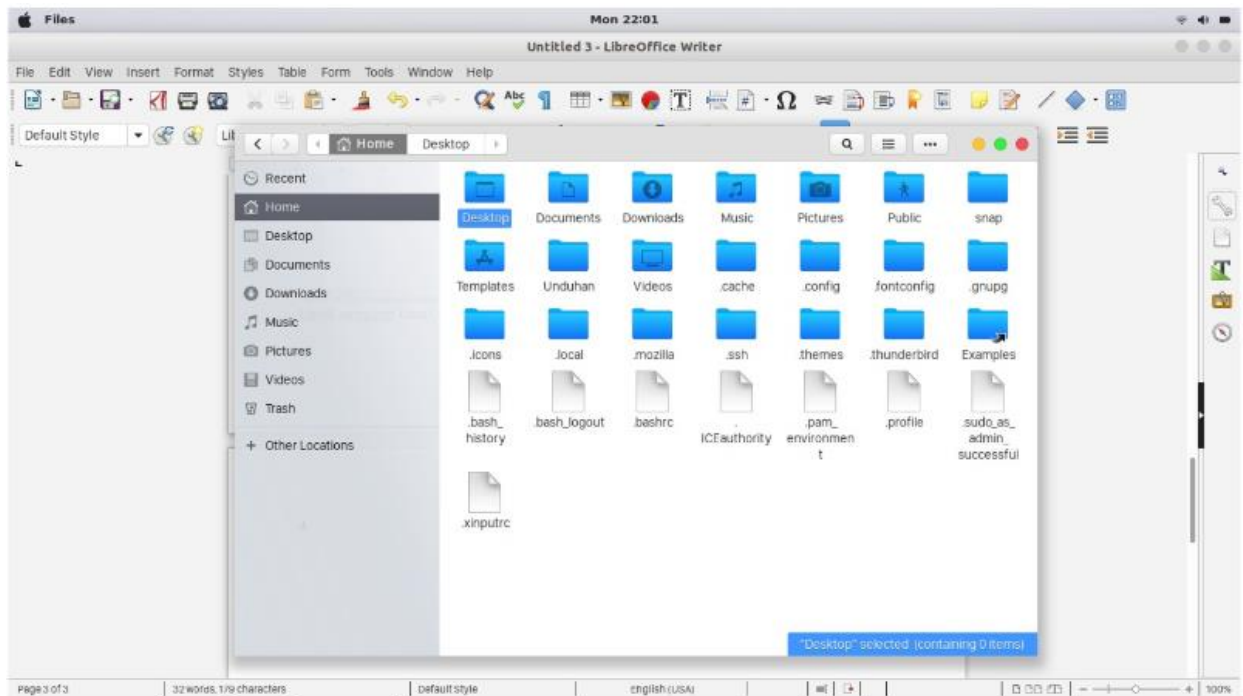 Files
Mon 22:01
Untitled 3 - LibreOffice Writer
File Edit View Insert Format Styles Table Form Tools Window Help
Abc
Default Style
Home Desktop
Recent
Home
Desktop
Documents
Downloads
Music
Pictures
Videos
Trash
+ Other Locations
Desktop Documents Downloads Music Pictures Public snap
Templates Unduhan Videos .cache .config .fontconfig .gnupg
.icons .local .mozilla .ssh .themes .thunderbird Examples
.bash_
history
.bash_logout
.bashrc
.
ICEauthority
.pam_
environmen
t
.profile
.sudo_as_
admin_
successful
.xinputrc
"Desktop" selected (containing 0 items)
Page 3 of 3
32 words, 179 characters
Default Style
English (USA)
100%